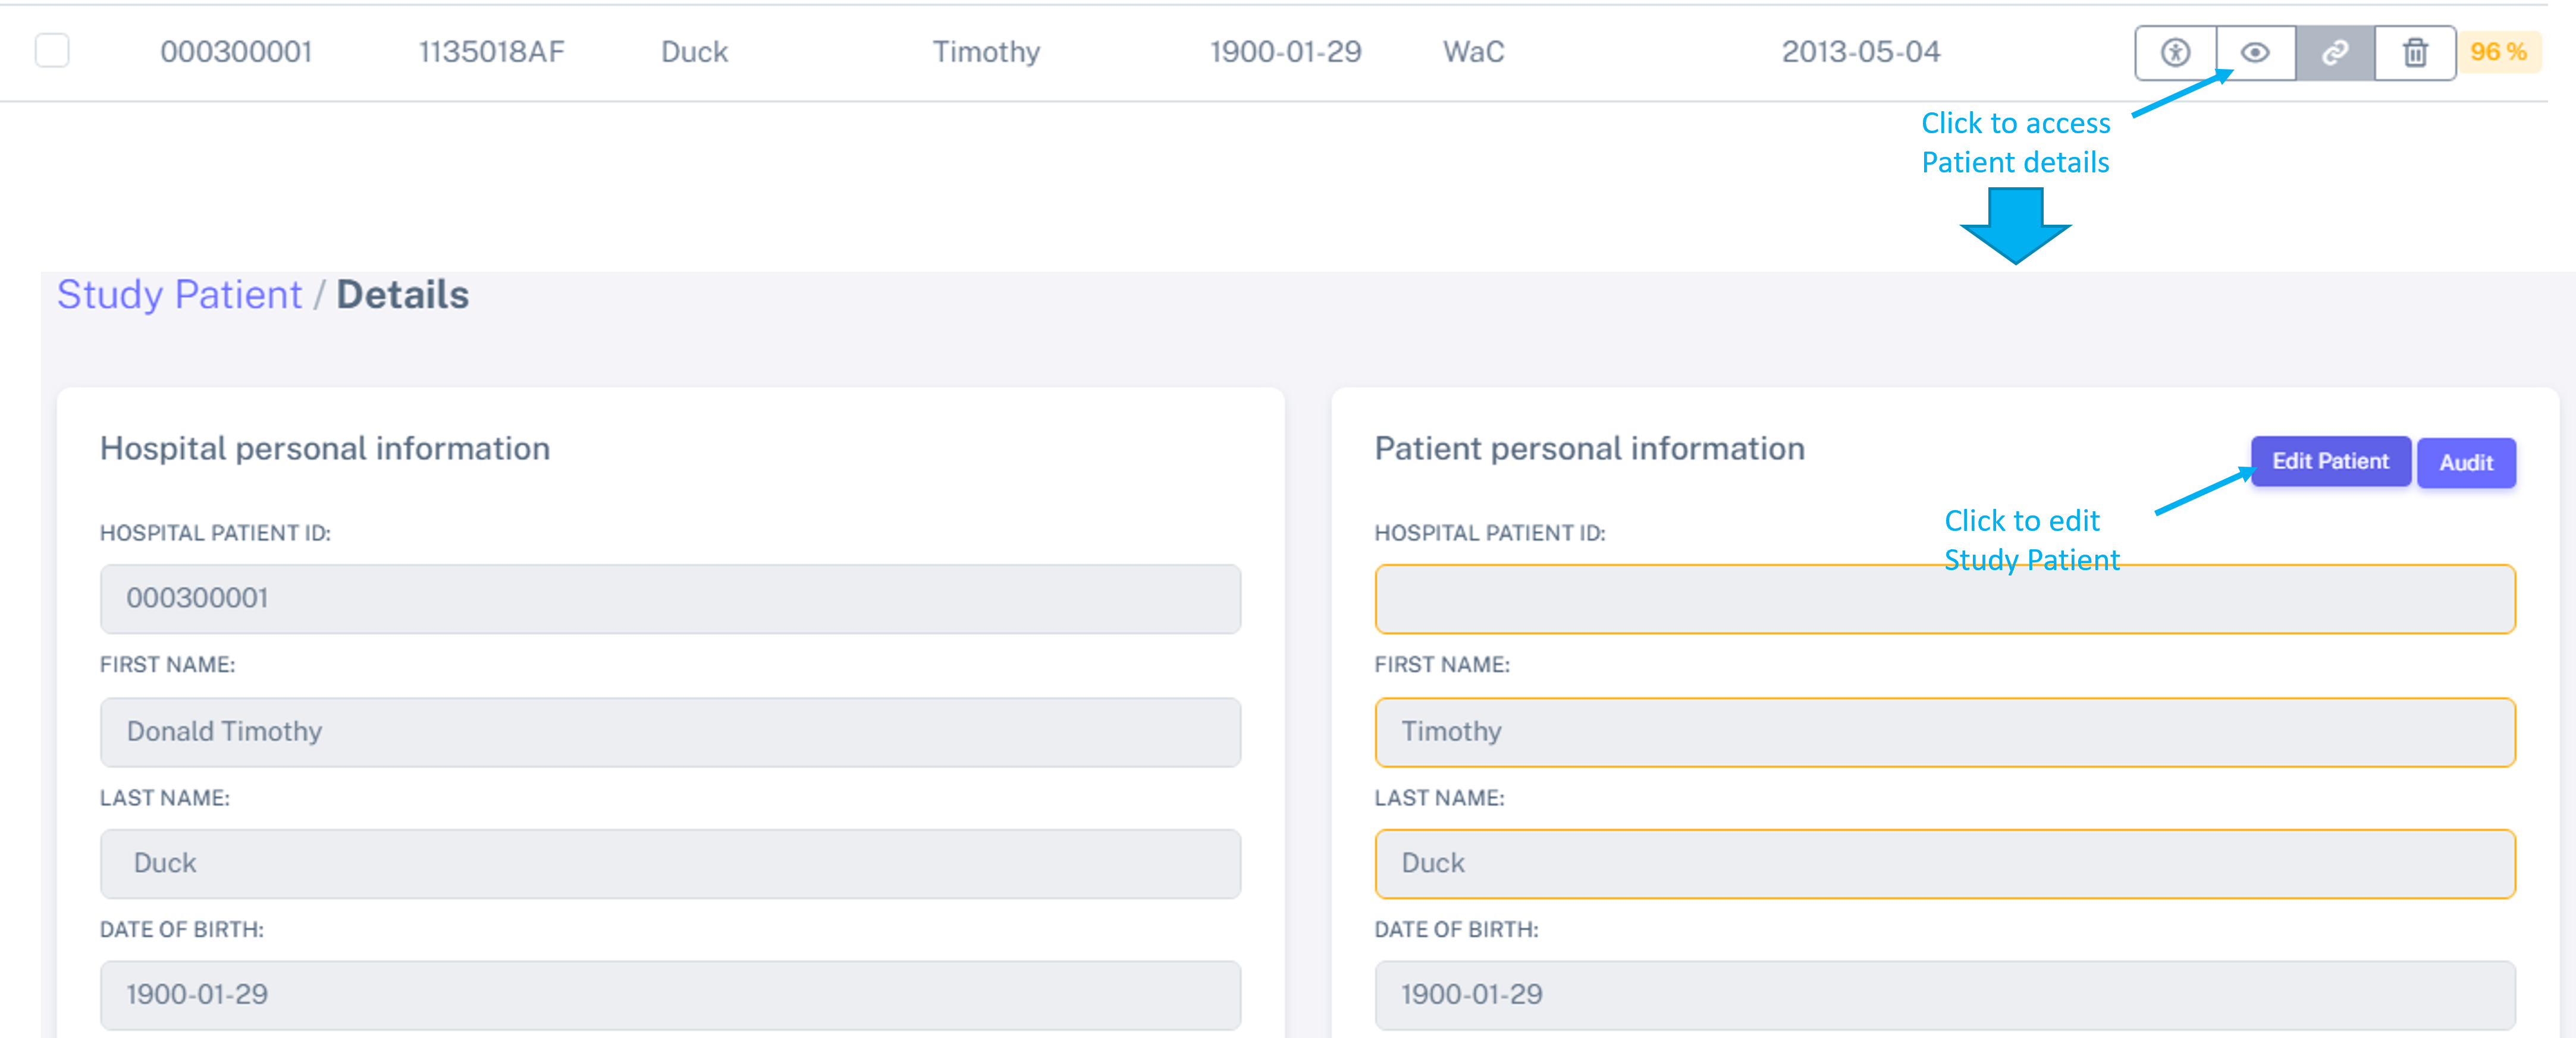 000300001 1135018AF Duck Timothy 1900-01-29 WaC 2013-05-04 96 %
Click to access
Patient details
Study Patient / Details
Hospital personal information
HOSPITAL PATIENT ID:
000300001
FIRST NAME:
Donald Timothy
LAST NAME:
Duck
DATE OF BIRTH:
1900-01-29
Patient personal information
Edit Patient Audit
Click to edit
Study Patient
HOSPITAL PATIENT ID:
FIRST NAME:
Timothy
LAST NAME:
Duck
DATE OF BIRTH:
1900-01-29